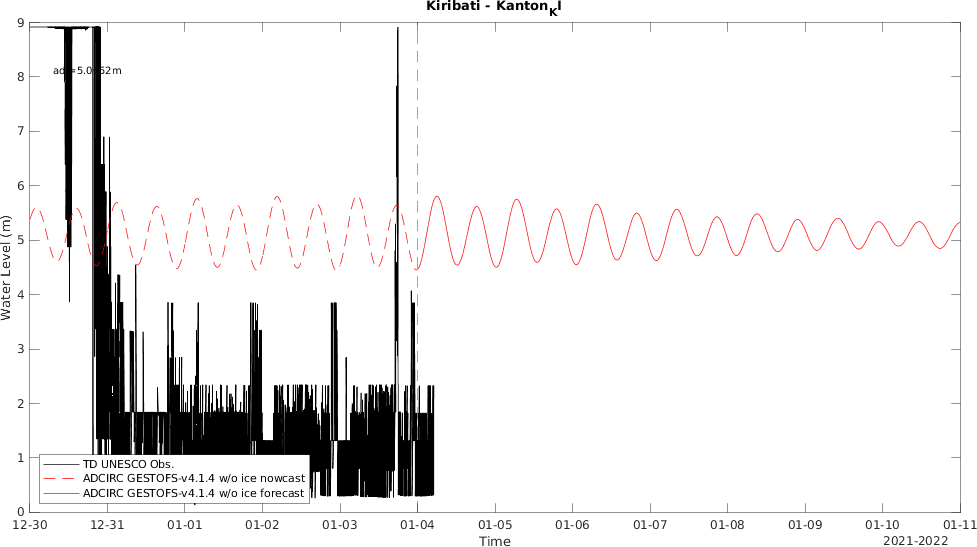 Kiribati - Kanton_KI
Water Level (m)
9
8
7
6
5
4
3
2
1
0
TD UNESCO Obs.
ADCIRC GESTOFS-v4.1.4 w/o ice nowcast
ADCIRC GESTOFS-v4.1.4 w/o ice forecast
12-30 12-31 01-01 01-02 01-03 01-04 01-05 01-06 01-07 01-08 01-09 01-10 01-11
Time
2021-2022